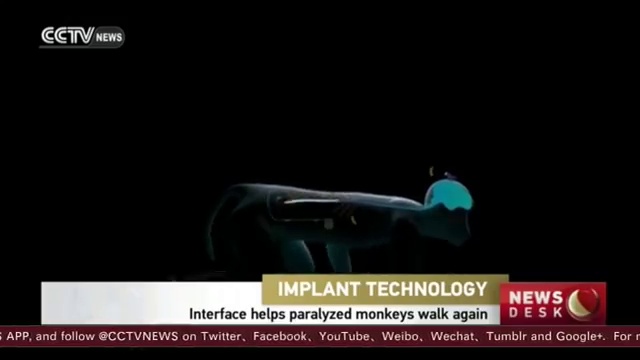 CCTV NEWS
IMPLANT TECHNOLOGY
Interface helps paralyzed monkeys walk again
NEWS
DESK
APP, and follow @CCTVNEWS on Twitter、Facebook、YouTube、Weibo、Wechat、Tumblr and Google+. For